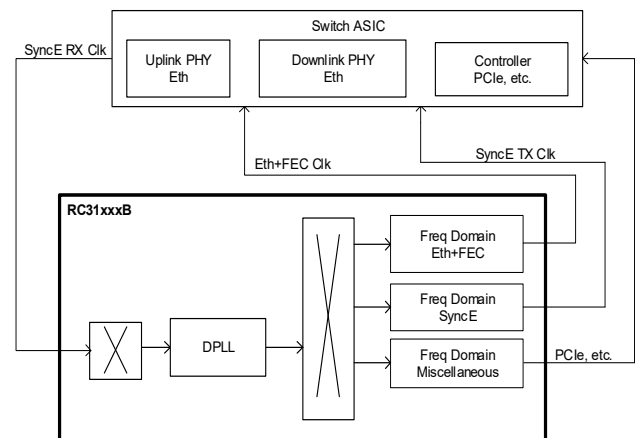 Switch ASIC
SyncE RX Clk
Uplink PHY
Eth
Downlink PHY
Eth
Controller
PCIe, etc.
Eth+FEC Clk
SyncE TX Clk
RC31xxxB
Freq Domain
Eth+FEC
Freq Domain
SyncE
DPLL
Freq Domain
Miscellaneous
PCIe, etc.